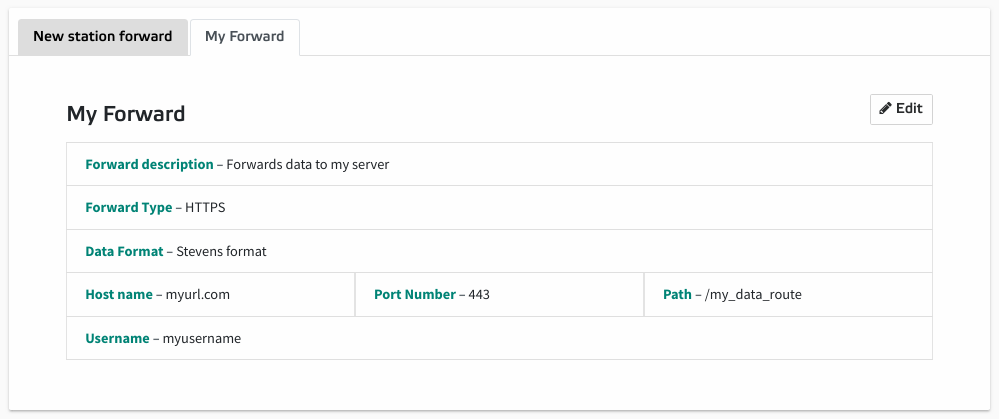 New station forward My Forward
My Forward
Edit
Forward description – Forwards data to my server
Forward Type – HTTPS
Data Format – Stevens format
Host name – myurl.com Port Number – 443 Path – /my_data_route
Username – myusername